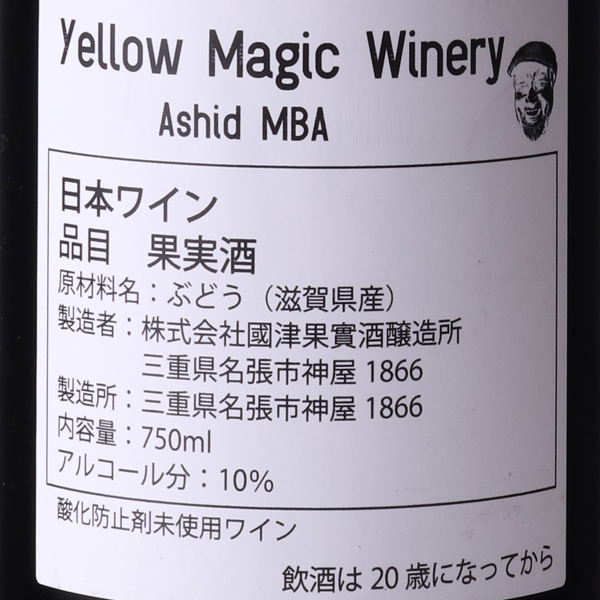 Yellow Magic Winery
Ashid MBA
日本ワイン
品目　果実酒
原材料名：ぶどう（滋賀県産）
製造者：株式会社國津果實酒醸造所
三重県名張市神屋 1866
製造所：三重県名張市神屋 1866
内容量：750ml
アルコール分：10%
酸化防止剤未使用ワイン
飲酒は 20 歳になってから